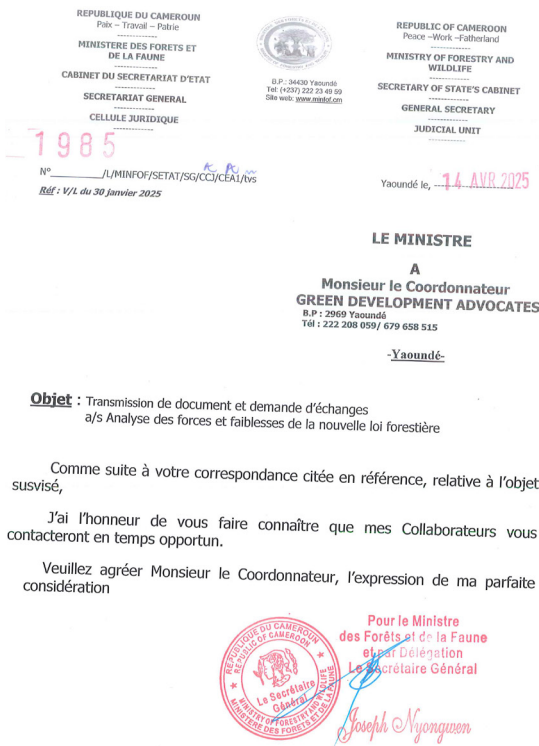 REPUBLIQUE DU CAMEROUN
Paix – Travail – Patrie
-------------
MINISTERE DES FORETS ET
DE LA FAUNE
-------------
CABINET DU SECRETARIAT D'ETAT
-------------
SECRETARIAT GENERAL
-------------
CELLULE JURIDIQUE
-------------
B.P.: 34430 Yaoundé
Tel: (+237) 222 23 49 59
Site web: www.minfof.cm
REPUBLIC OF CAMEROON
Peace –Work –Fatherland
-------------
MINISTRY OF FORESTRY AND
WILDLIFE
-------------
SECRETARY OF STATE'S CABINET
-------------
GENERAL SECRETARY
-------------
JUDICIAL UNIT
-------------
1985
N°__________/L/MINFOF/SETAT/SG/CCJ/CEA1/tvs
Réf : V/L du 30 janvier 2025
Yaoundé le, 14 AVR 2025
LE MINISTRE
A
Monsieur le Coordonnateur
GREEN DEVELOPMENT ADVOCATES
B.P : 2969 Yaoundé
Tél : 222 208 059/ 679 658 515
-Yaoundé-
Objet : Transmission de document et demande d'échanges
a/s Analyse des forces et faiblesses de la nouvelle loi forestière
Comme suite à votre correspondance citée en référence, relative à l'objet
susvisé,
J'ai l'honneur de vous faire connaître que mes Collaborateurs vous
contacteront en temps opportun.
Veuillez agréer Monsieur le Coordonnateur, l'expression de ma parfaite
considération
Pour le Ministre
des Forêts et de la Faune
et par Délégation
Le Secrétaire Général
REPUBLIQUE DU CAMEROUN
REPUBLIC OF CAMEROON
Le Secrétaire
Général
MINISTRY OF FORESTRY AND WILDLIFE
MINISTERE DES FORETS ET DE LA FAUNE
Joseph Nyongwen